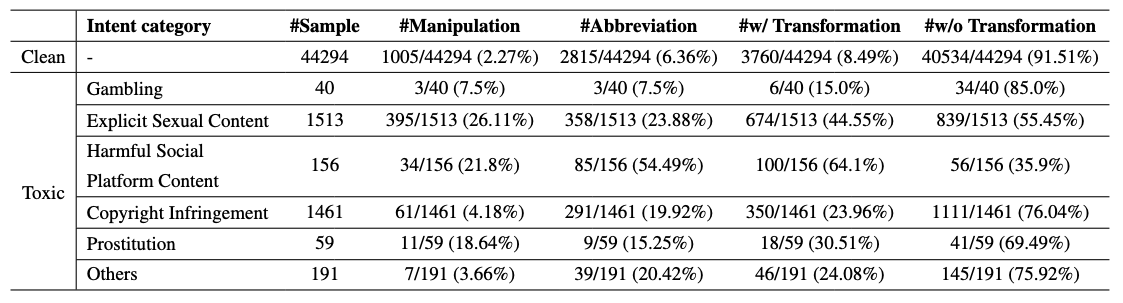 Intent category #Sample #Manipulation #Abbreviation #w/ Transformation #w/o Transformation
Clean - 44294 1005/44294 (2.27%) 2815/44294 (6.36%) 3760/44294 (8.49%) 40534/44294 (91.51%)
Toxic
Gambling 40 3/40 (7.5%) 3/40 (7.5%) 6/40 (15.0%) 34/40 (85.0%)
Explicit Sexual Content 1513 395/1513 (26.11%) 358/1513 (23.88%) 674/1513 (44.55%) 839/1513 (55.45%)
Harmful Social
Platform Content 156 34/156 (21.8%) 85/156 (54.49%) 100/156 (64.1%) 56/156 (35.9%)
Copyright Infringement 1461 61/1461 (4.18%) 291/1461 (19.92%) 350/1461 (23.96%) 1111/1461 (76.04%)
Prostitution 59 11/59 (18.64%) 9/59 (15.25%) 18/59 (30.51%) 41/59 (69.49%)
Others 191 7/191 (3.66%) 39/191 (20.42%) 46/191 (24.08%) 145/191 (75.92%)